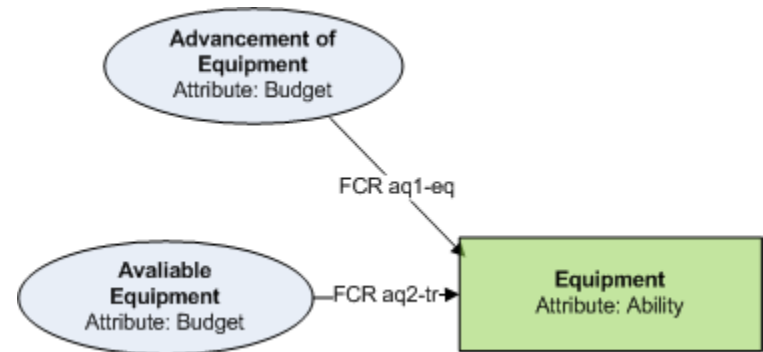 Advancement of
Equipment
Attribute: Budget
FCR aq1-eq
Avaliable
Equipment
Attribute: Budget
FCR aq2-tr
Equipment
Attribute: Ability